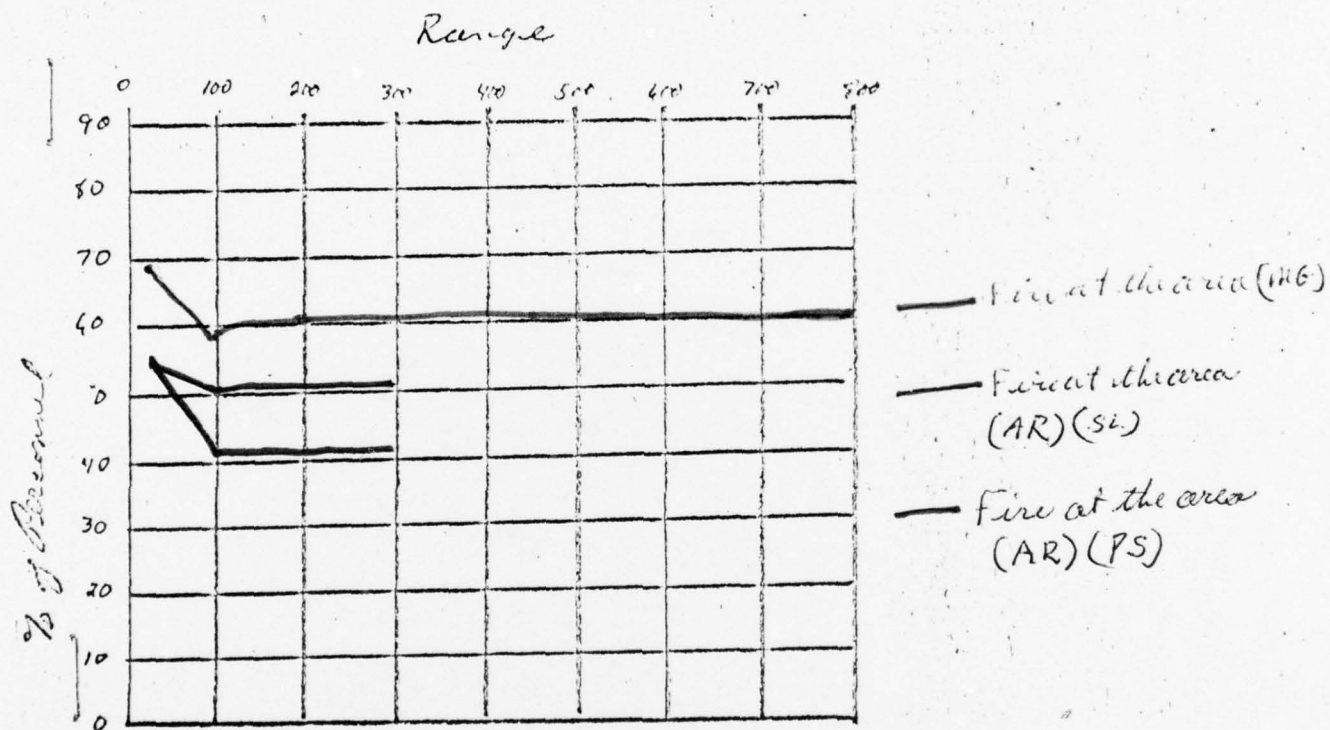 Range
0 100 200 300 400 500 600 700 800
90
80
70
60
40
30
20
10
0
% of Personnel
Fire at the area (MG)
Fire at the area
(AR) (SL)
Fire at the area
(AR) (PS)